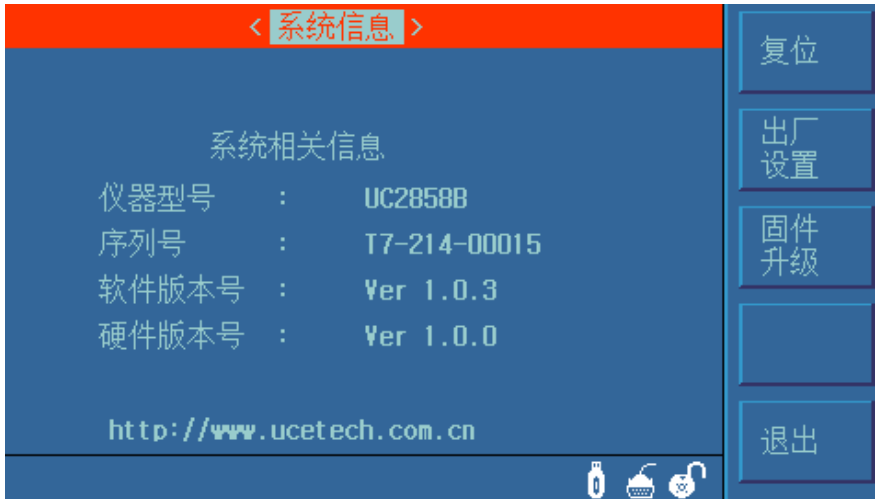 < 系统信息 >
系统相关信息
仪器型号 : UC2858B
序列号 : T7-214-00015
软件版本号 : Ver 1.0.3
硬件版本号 : Ver 1.0.0
http://www.ucetech.com.cn
复位
出厂
设置
固件
升级
退出